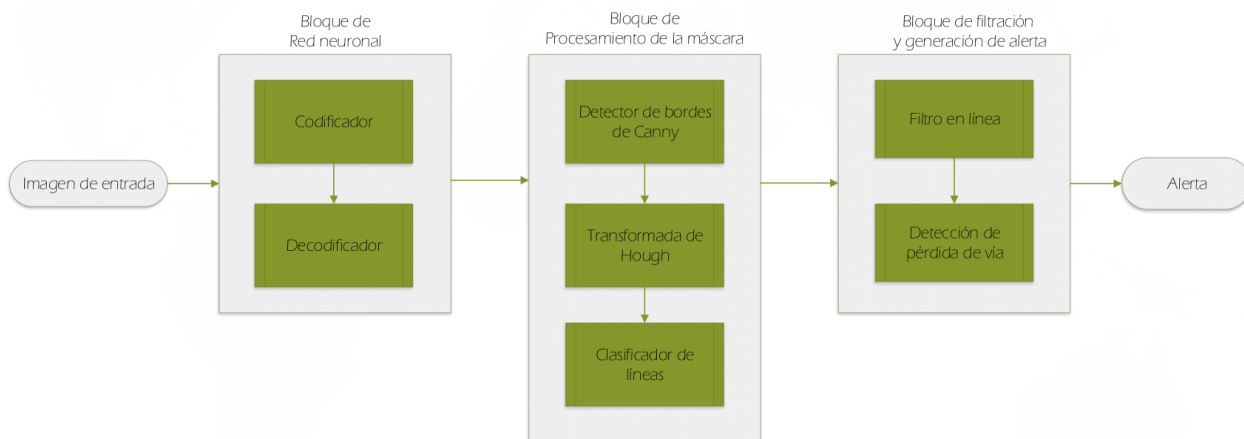 Imagen de entrada
Bloque de
Red neuronal
Codificador
Decodificador
Bloque de
Procesamiento de la máscara
Detector de bordes
de Canny
Transformada de
Hough
Clasificador de
líneas
Bloque de filtración
y generación de alerta
Filtro en línea
Detección de
pérdida de vía
Alerta